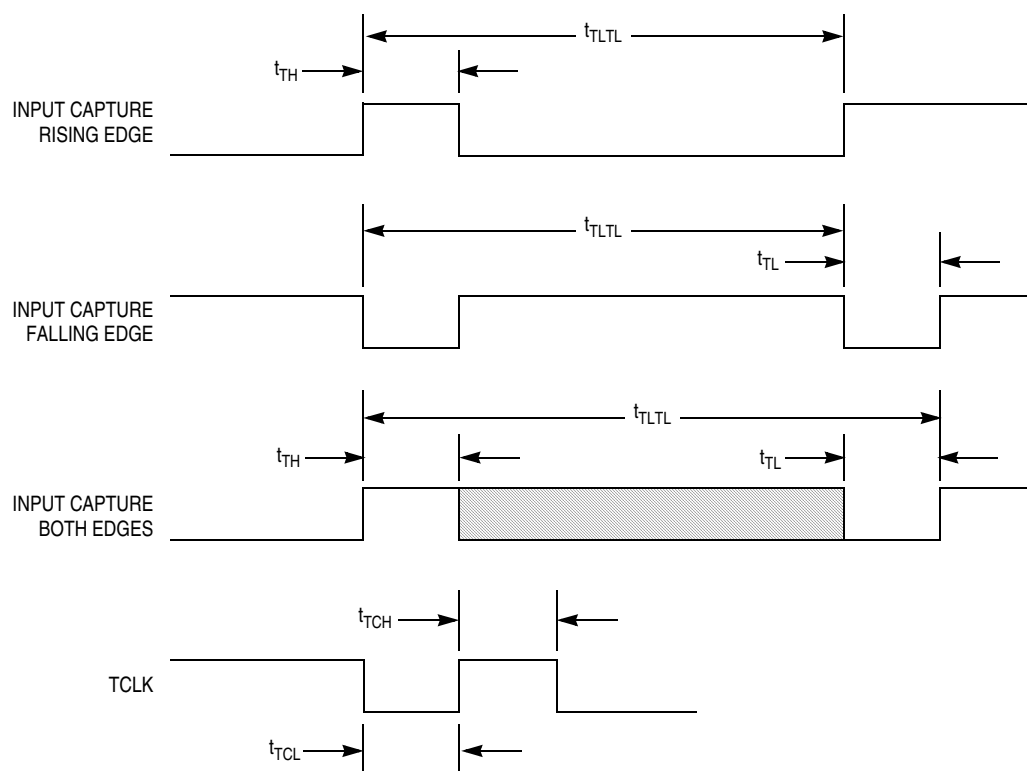 tTLTL
tTH
INPUT CAPTURE
RISING EDGE
tTLTL
tTL
INPUT CAPTURE
FALLING EDGE
tTLTL
tTH
tTL
INPUT CAPTURE
BOTH EDGES
tTCH
TCLK
tTCL